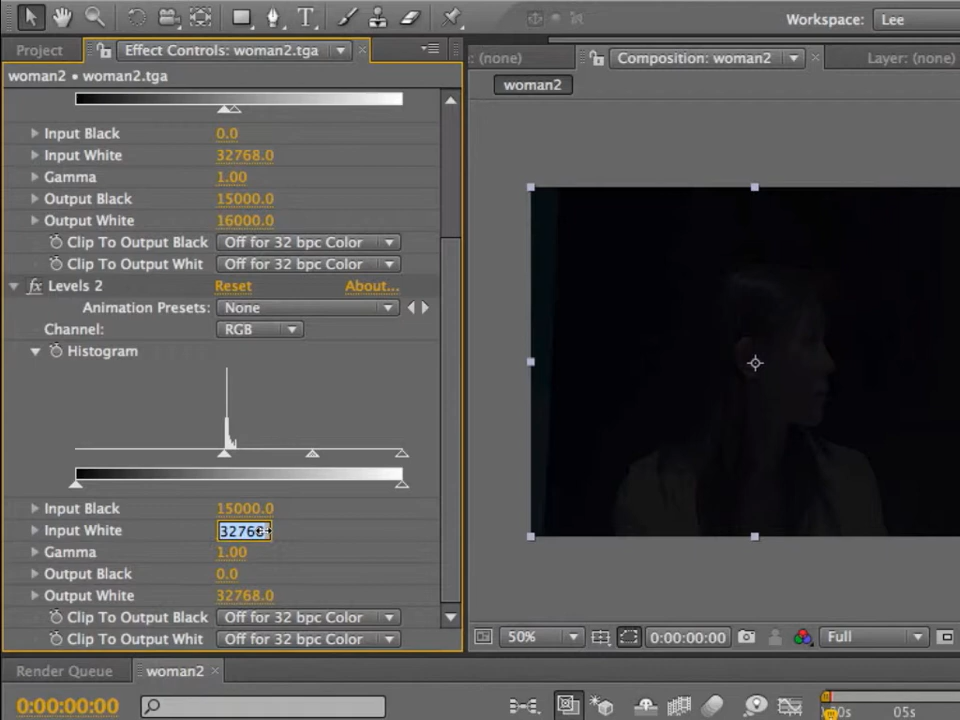 T
Workspace: Lee
Project
Effect Controls: woman2.tga
: (none)
Composition: woman2
Layer: (none)
woman2 • woman2.tga
woman2
Input Black 0.0
Input White 32768.0
Gamma 1.00
Output Black 15000.0
Output White 16000.0
Clip To Output Black Off for 32 bpc Color
Clip To Output Whit Off for 32 bpc Color
fx Levels 2 Reset About...
Animation Presets: None
Channel: RGB
Histogram
Input Black 15000.0
Input White 32768
Gamma 1.00
Output Black 0.0
Output White 32768.0
Clip To Output Black Off for 32 bpc Color
Clip To Output Whit Off for 32 bpc Color
50% 0:00:00:00 Full
Render Queue woman2
0:00:00:00 05s